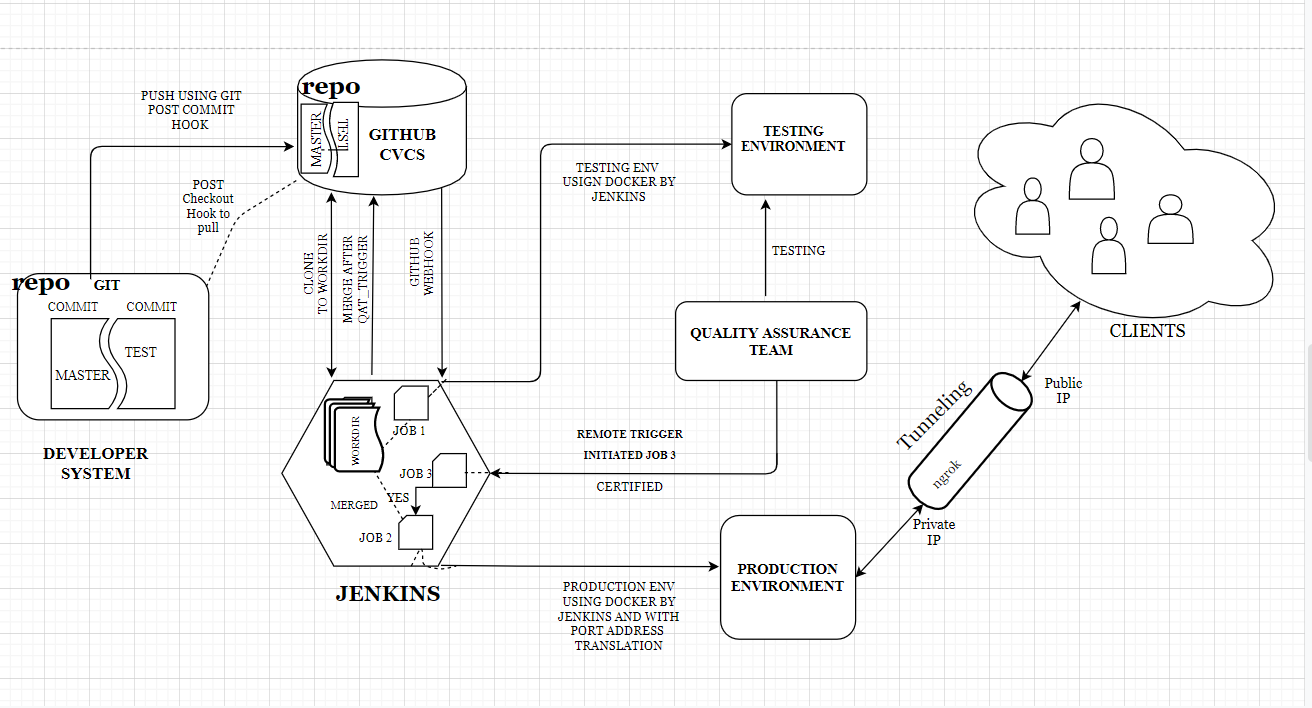 repo
MASTER
TEST
GITHUB
CVCS
PUSH USING GIT
POST COMMIT
HOOK
POST
Checkout
Hook to
pull
repo
GIT
COMMIT
COMMIT
MASTER
TEST
DEVELOPER
SYSTEM
CLONE
TO WORKDIR
MERGE AFTER
QAT_TRIGGER
GITHUB
WEBHOOK
TESTING ENV
USIGN DOCKER BY
JENKINS
TESTING
ENVIRONMENT
TESTING
QUALITY ASSURANCE
TEAM
REMOTE TRIGGER
INITIATED JOB 3
CERTIFIED
WORKDIR
JOB 1
JOB 3
YES
MERGED
JOB 2
JENKINS
PRODUCTION ENV
USING DOCKER BY
JENKINS AND WITH
PORT ADDRESS
TRANSLATION
PRODUCTION
ENVIRONMENT
CLIENTS
Public
IP
Tunneling
ngrok
Private
IP